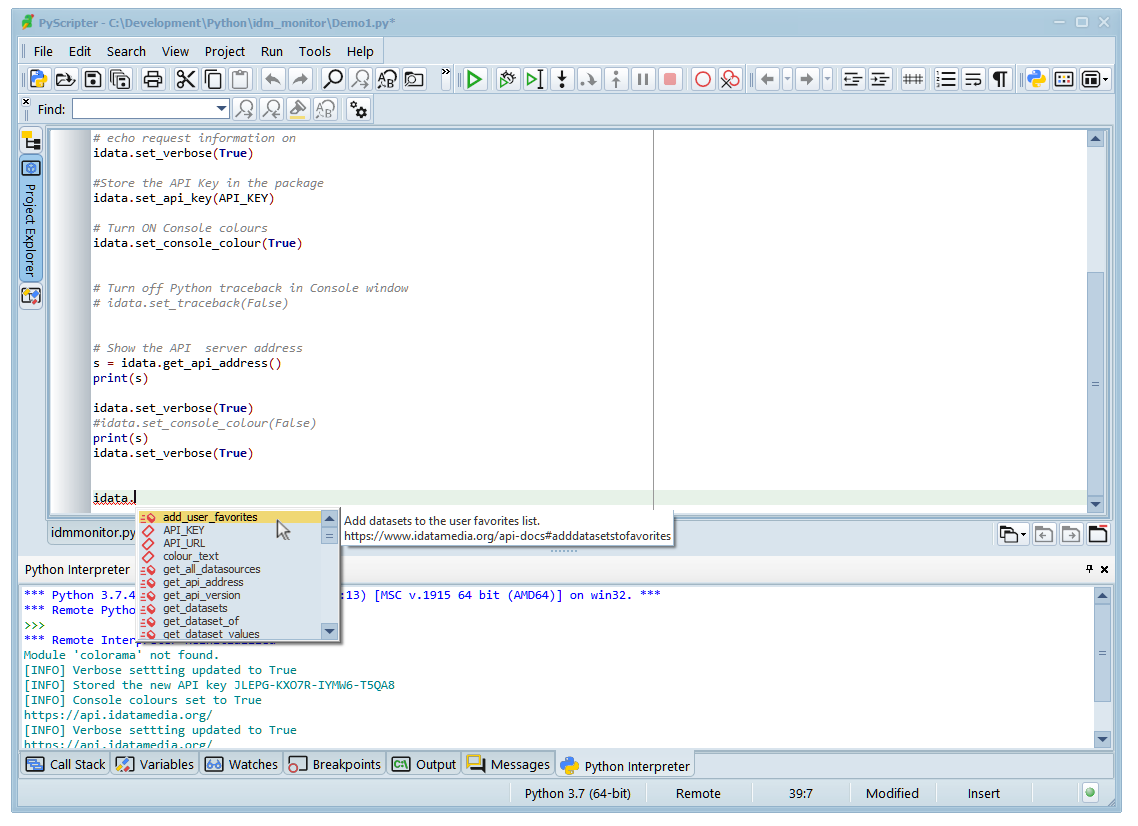 PyScripter - C:\Development\Python\idm_monitor\Demo1.py*
File Edit Search View Project Run Tools Help
Find:
Project Explorer
# echo request information on
idata.set_verbose(True)
#Store the API Key in the package
idata.set_api_key(API_KEY)
# Turn ON Console colours
idata.set_console_colour(True)
# Turn off Python traceback in Console window
# idata.set_traceback(False)
# Show the API  server address
s = idata.get_api_address()
print(s)
idata.set_verbose(True)
#idata.set_console_colour(False)
print(s)
idata.set_verbose(True)
idata.
add_user_favorites
API_KEY
API_URL
colour_text
get_all_datasources
get_api_address
get_api_version
get_datasets
get_dataset_of
get_dataset_values
Add datasets to the user favorites list.
https://www.idatamedia.org/api-docs#adddatasetstofavorites
idmmonitor.py
Python Interpreter
*** Python 3.7.4 :13) [MSC v.1915 64 bit (AMD64)] on win32. ***
*** Remote Pytho
>>>
*** Remote Inter
Module 'colorama' not found.
[INFO] Verbose settting updated to True
[INFO] Stored the new API key JLEPG-KXO7R-IYMW6-T5QA8
[INFO] Console colours set to True
https://api.idatamedia.org/
[INFO] Verbose settting updated to True
https://api.idatamedia.org/
Call Stack Variables Watches Breakpoints Output Messages Python Interpreter
Python 3.7 (64-bit) Remote 39:7 Modified Insert